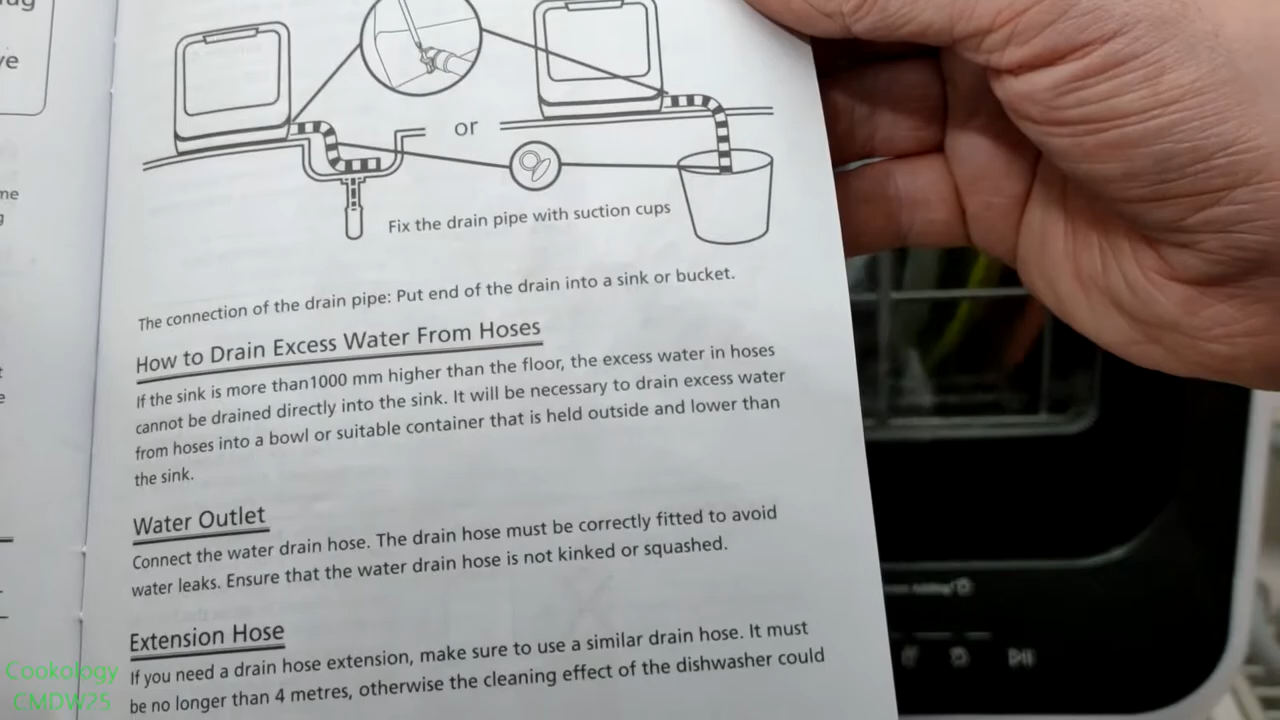 or
Fix the drain pipe with suction cups
The connection of the drain pipe: Put end of the drain into a sink or bucket.
How to Drain Excess Water From Hoses
If the sink is more than1000 mm higher than the floor, the excess water in hoses
cannot be drained directly into the sink. It will be necessary to drain excess water
from hoses into a bowl or suitable container that is held outside and lower than
the sink.
Water Outlet
Connect the water drain hose. The drain hose must be correctly fitted to avoid
water leaks. Ensure that the water drain hose is not kinked or squashed.
Extension Hose
If you need a drain hose extension, make sure to use a similar drain hose. It must
be no longer than 4 metres, otherwise the cleaning effect of the dishwasher could
Cookology
CMDW25